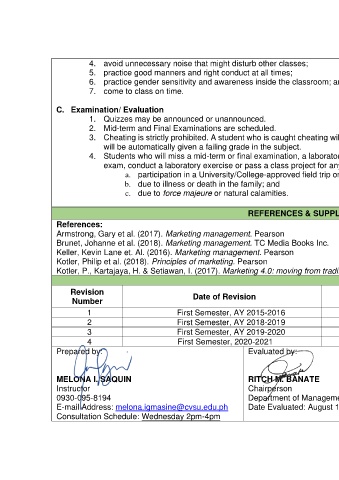 4. avoid unnecessary noise that might disturb other classes;
5. practice good manners and right conduct at all times;
6. practice gender sensitivity and awareness inside the classroom;
7. come to class on time.
C. Examination/ Evaluation
1. Quizzes may be announced or unannounced.
2. Mid-term and Final Examinations are scheduled.
3. Cheating is strictly prohibited. A student who is caught cheating
will be automatically given a failing grade in the subject.
4. Students who will miss a mid-term or final examination, a
exam, conduct a laboratory exercise or pass a class project for
a. participation in a University/College-approved field trip
b. due to illness or death in the family; and
c. due to force majeure or natural calamities.
REFERENCES &
References:
Armstrong, Gary et al. (2017). Marketing management. Pearson
Brunet, Johanne et al. (2018). Marketing management. TC Media Books Inc.
Keller, Kevin Lane et. Al. (2016). Marketing management. Pearson
Kotler, Philip et al. (2018). Principles of marketing. Pearson
Kotler, P., Kartajaya, H. & Setiawan, I. (2017). Marketing 4.0: moving from
Revision Number Date of Revision
1 First Semester, AY 2015-2016
2 First Semester, AY 2018-2019
3 First Semester, AY 2019-2020
4 First Semester, 2020-2021
Prepared by: Evaluated by:
MELONA I. SAQUIN RITCH M. BANATE
Instructor Chairperson
0930-095-8194 Department of
E-mail Address: melona.igmasine@cvsu.edu.ph Date Evaluated: August
Consultation Schedule: Wednesday 2pm-4pm